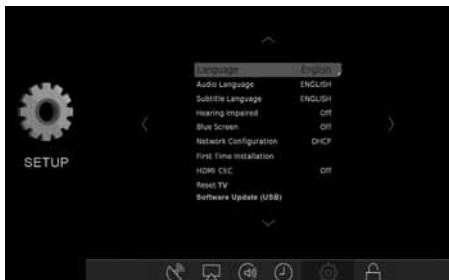 Language English
Audio Language ENGLISH
Subtitle Language ENGLISH
Hearing Impaired Off
Blue Screen Off
Network Configuration DHCP
First Time Installation
HDMI CEC Off
Reset TV
Software Update (USB)
SETUP